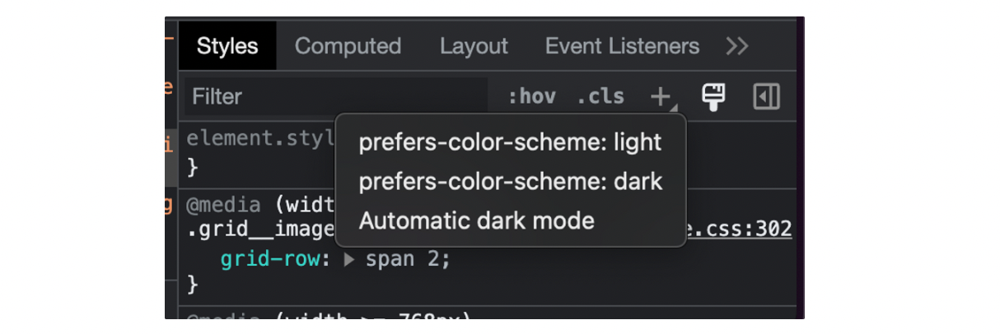 Styles Computed Layout Event Listeners
Filter :hov .cls
prefers-color-scheme: light
element.styl
}
prefers-color-scheme: dark
@media (widt
Automatic dark mode
.grid__image e.css:302
grid-row: span 2;
}
@media (width >= 768px)